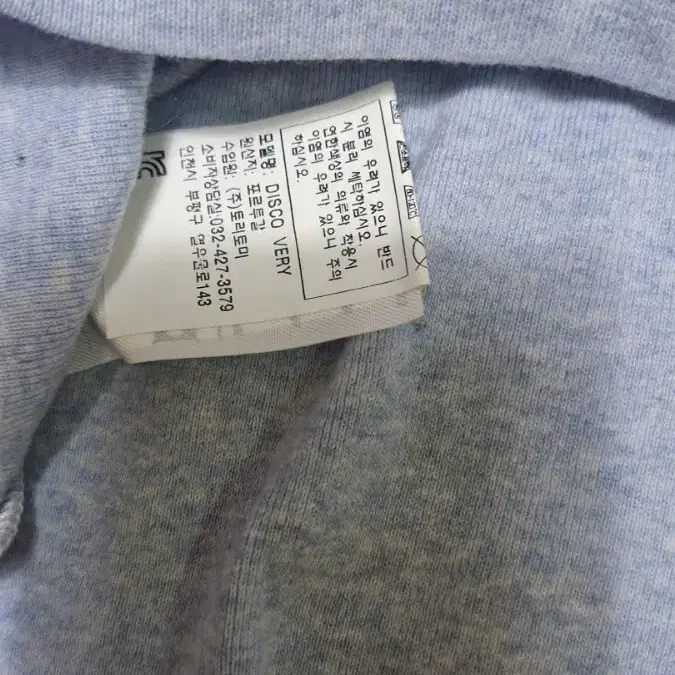 이염의 우려가 있으니 반드
시 분리 세탁하십시요.
연한색상의 의류와 착용시
이염의 우려가 있으니 주의
하십시요.
모델명: DISCO VERY
원산지: 포르투갈
수입원: (주)토리토미
소비자상담실:032-427-3579
인천시 부평구 열우물로143